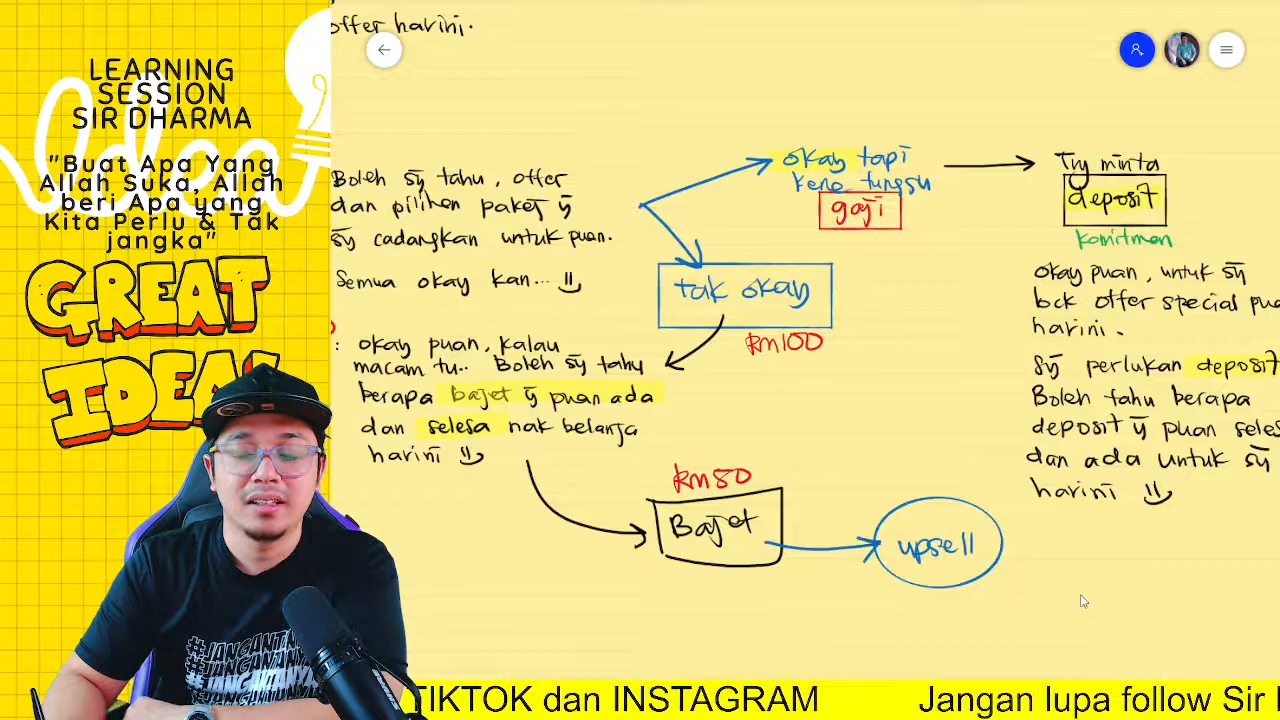 LEARNING
SESSION
SIR DHARMA
"Buat Apa Yang
Allah Suka, Allah
beri Apa yang
Kita Perlu & Tak
jangka"
GREAT
IDEA
offer harini.
Boleh sy tahu, offer
dan pilihan pakej y
sy cadangkan untuk puan.
Semua okay kan...
: okay puan, kalau
macam tu.. Boleh sy tahu
berapa bajet y puan ada
dan selesa nak belanja
harini
okay tapi
kena tunggu
gaji
tak okay
rm100
rm80
Bajet
upsell
Try minta
deposit
komitmen
okay puan, untuk sy
lock offer special pua
harini.
sy perlukan deposit
Boleh tahu berapa
deposit y puan seles
dan ada untuk sy
harini
#JANGANTN
TIKTOK dan INSTAGRAM Jangan lupa follow Sir